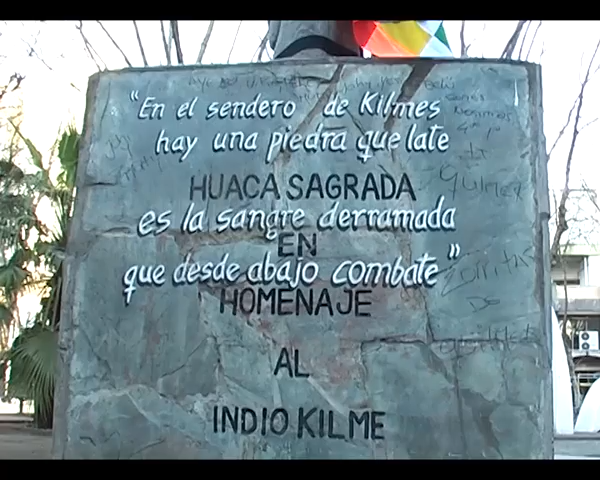 "En el sendero de Kilmes
hay una piedra que late
HUACA SAGRADA
es la sangre derramada
EN
que desde abajo combate"
HOMENAJE
AL
INDIO KILME